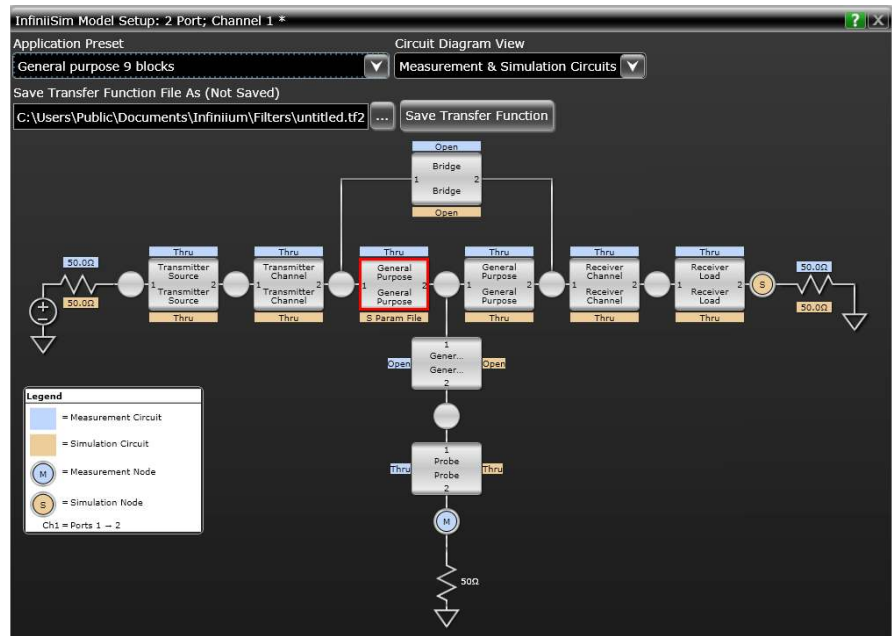 InfiniiSim Model Setup: 2 Port; Channel 1 *
? X
Application Preset
Circuit Diagram View
General purpose 9 blocks
Measurement & Simulation Circuits
Save Transfer Function File As (Not Saved)
C:\Users\Public\Documents\Infiniium\Filters\untitled.tf2
...
Save Transfer Function
Open
Bridge
1 2
Bridge
Open
50.0Ω
50.0Ω
Thru
Transmitter
Source
1 2
Transmitter
Source
Thru
Thru
Transmitter
Channel
1 2
Transmitter
Channel
Thru
Thru
General
Purpose
1 2
General
Purpose
S Param File
Thru
General
Purpose
1 2
General
Purpose
Thru
Thru
Receiver
Channel
1 2
Receiver
Channel
Thru
Thru
Receiver
Load
1 2
Receiver
Load
Thru
S
50.0Ω
50.0Ω
1
Gener...
Open Open
Gener...
2
1
Probe
Thru Thru
Probe
2
M
50Ω
Legend
= Measurement Circuit
= Simulation Circuit
M = Measurement Node
S = Simulation Node
Ch1 = Ports 1 → 2